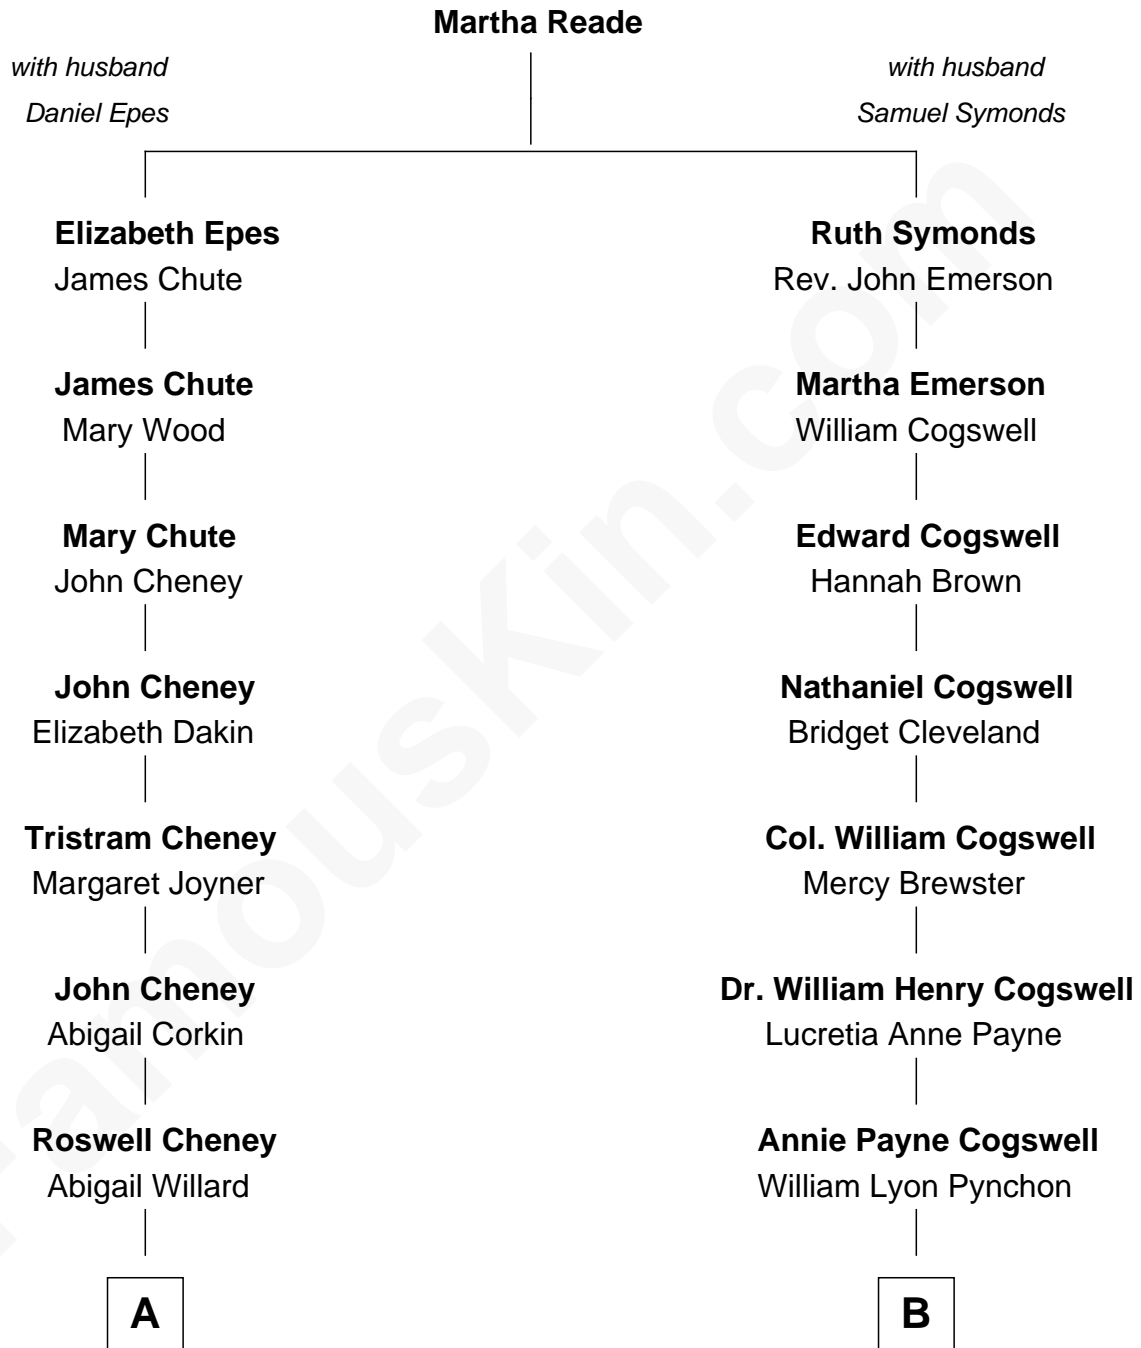 Martha Reade
with husband
Daniel Epes
with husband
Samuel Symonds
Elizabeth Epes
James Chute
Ruth Symonds
Rev. John Emerson
James Chute
Mary Wood
Martha Emerson
William Cogswell
Mary Chute
John Cheney
Edward Cogswell
Hannah Brown
John Cheney
Elizabeth Dakin
Nathaniel Cogswell
Bridget Cleveland
Tristram Cheney
Margaret Joyner
Col. William Cogswell
Mercy Brewster
John Cheney
Abigail Corkin
Dr. William Henry Cogswell
Lucretia Anne Payne
Roswell Cheney
Abigail Willard
Annie Payne Cogswell
William Lyon Pynchon
A
B
FamousKin.com